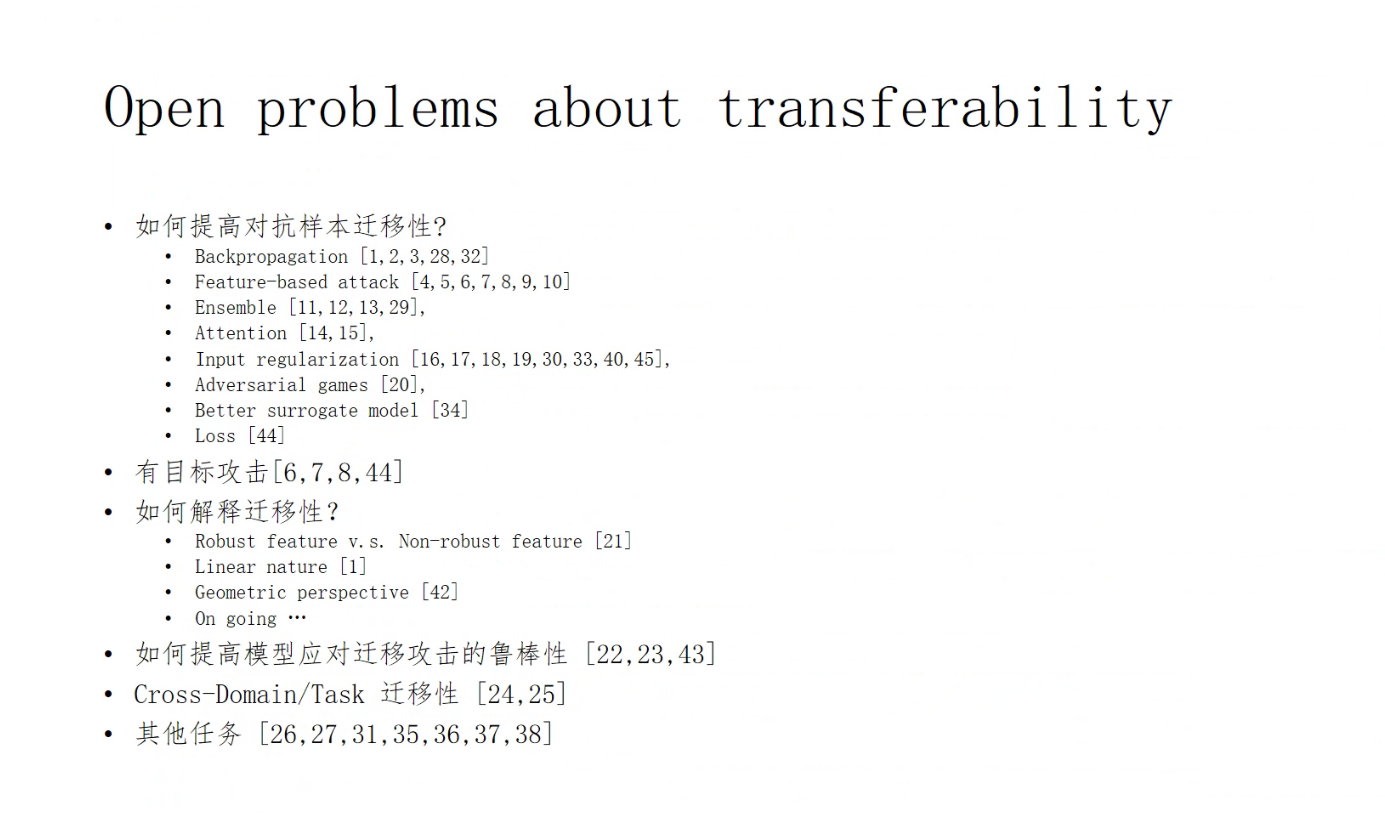 Open problems about transferability
• 如何提高对抗样本迁移性?
• Backpropagation [1,2,3,28,32]
• Feature-based attack [4,5,6,7,8,9,10]
• Ensemble [11,12,13,29],
• Attention [14,15],
• Input regularization [16,17,18,19,30,33,40,45],
• Adversarial games [20],
• Better surrogate model [34]
• Loss [44]
• 有目标攻击[6,7,8,44]
• 如何解释迁移性?
• Robust feature v.s. Non-robust feature [21]
• Linear nature [1]
• Geometric perspective [42]
• On going …
• 如何提高模型应对迁移攻击的鲁棒性 [22,23,43]
• Cross-Domain/Task 迁移性 [24,25]
• 其他任务 [26,27,31,35,36,37,38]